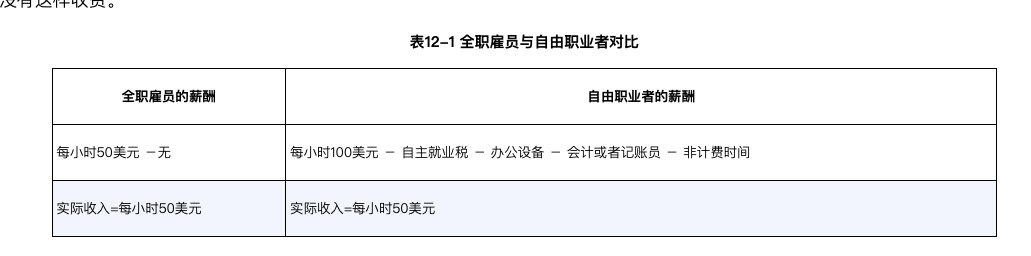 没有这样收费。
表12-1 全职雇员与自由职业者对比
全职雇员的薪酬
自由职业者的薪酬
每小时50美元 －无
每小时100美元 － 自主就业税 － 办公设备 － 会计或者记账员 － 非计费时间
实际收入=每小时50美元
实际收入=每小时50美元